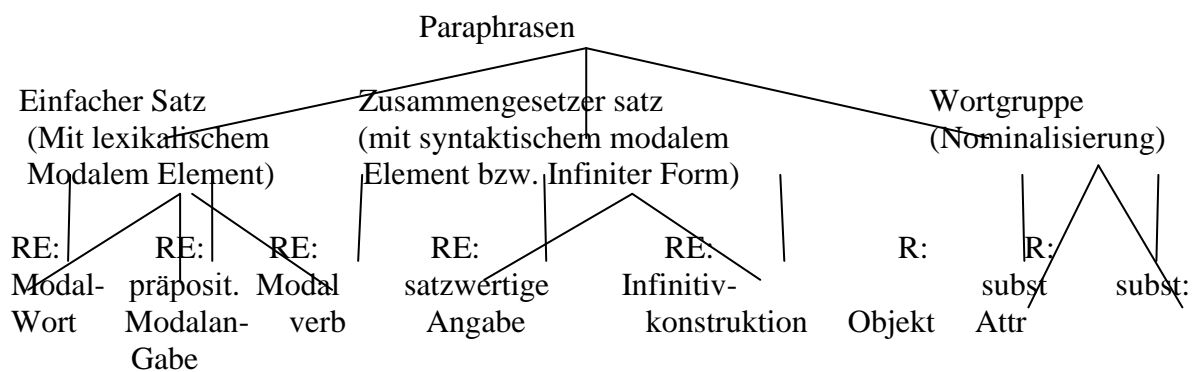 Paraphrasen
Einfacher Satz Zusammengesetzer satz Wortgruppe
(Mit lexikalischem (mit syntaktischem modalem (Nominalisierung)
Modalem Element) Element bzw. Infiniter Form)
RE: RE: RE: RE: RE: R: R:
Modal- präposit. Modal satzwertige Infinitiv- subst subst:
Wort Modalan- verb Angabe konstruktion Objekt Attr
Gabe